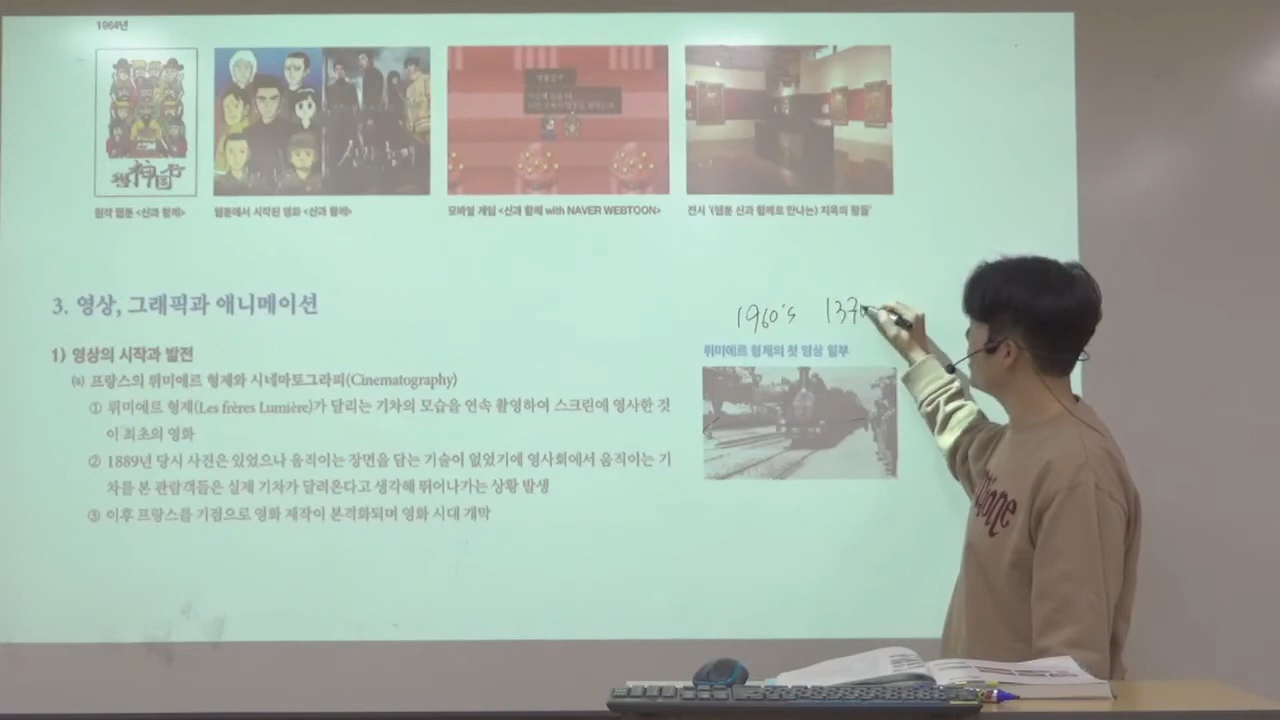 1964년
원작 웹툰 <신과 함께>
웹툰에서 시작된 영화 <신과 함께>
모바일 게임 <신과 함께 with NAVER WEBTOON>
전시 '(웹툰 신과 함께로 만나는) 지옥의 왕들'
3. 영상, 그래픽과 애니메이션
1960's 137
1) 영상의 시작과 발전
뤼미에르 형제의 첫 영상 일부
(a) 프랑스의 뤼미에르 형제와 시네마토그라피(Cinematography)
① 뤼미에르 형제(Les frères Lumière)가 달리는 기차의 모습을 연속 촬영하여 스크린에 영사한 것
이 최초의 영화
② 1889년 당시 사진은 있었으나 움직이는 장면을 담는 기술이 없었기에 영사회에서 움직이는 기
차를 본 관람객들은 실제 기차가 달려온다고 생각해 뛰어나가는 상황 발생
③ 이후 프랑스를 기점으로 영화 제작이 본격화되며 영화 시대 개막